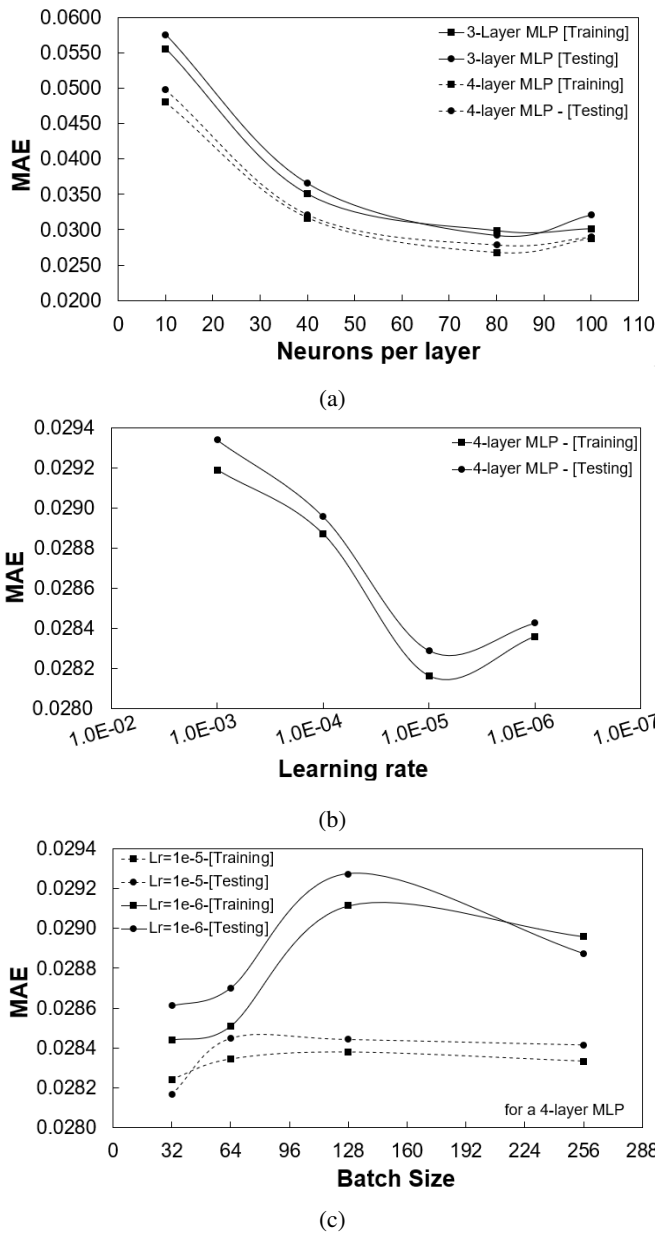 0.0600
0.0550
0.0500
0.0450
0.0400
0.0350
0.0300
0.0250
0.0200
MAE
3-Layer MLP [Training]
3-layer MLP [Testing]
4-layer MLP [Training]
4-layer MLP - [Testing]
0 10 20 30 40 50 60 70 80 90 100 110
Neurons per layer
(a)
0.0294
0.0292
0.0290
0.0288
0.0286
0.0284
0.0282
0.0280
MAE
4-layer MLP - [Training]
4-layer MLP - [Testing]
1.0E-02 1.0E-03 1.0E-04 1.0E-05 1.0E-06 1.0E-07
Learning rate
(b)
0.0294
0.0292
0.0290
0.0288
0.0286
0.0284
0.0282
0.0280
MAE
Lr=1e-5-[Training]
Lr=1e-5-[Testing]
Lr=1e-6-[Training]
Lr=1e-6-[Testing]
for a 4-layer MLP
0 32 64 96 128 160 192 224 256 288
Batch Size
(c)